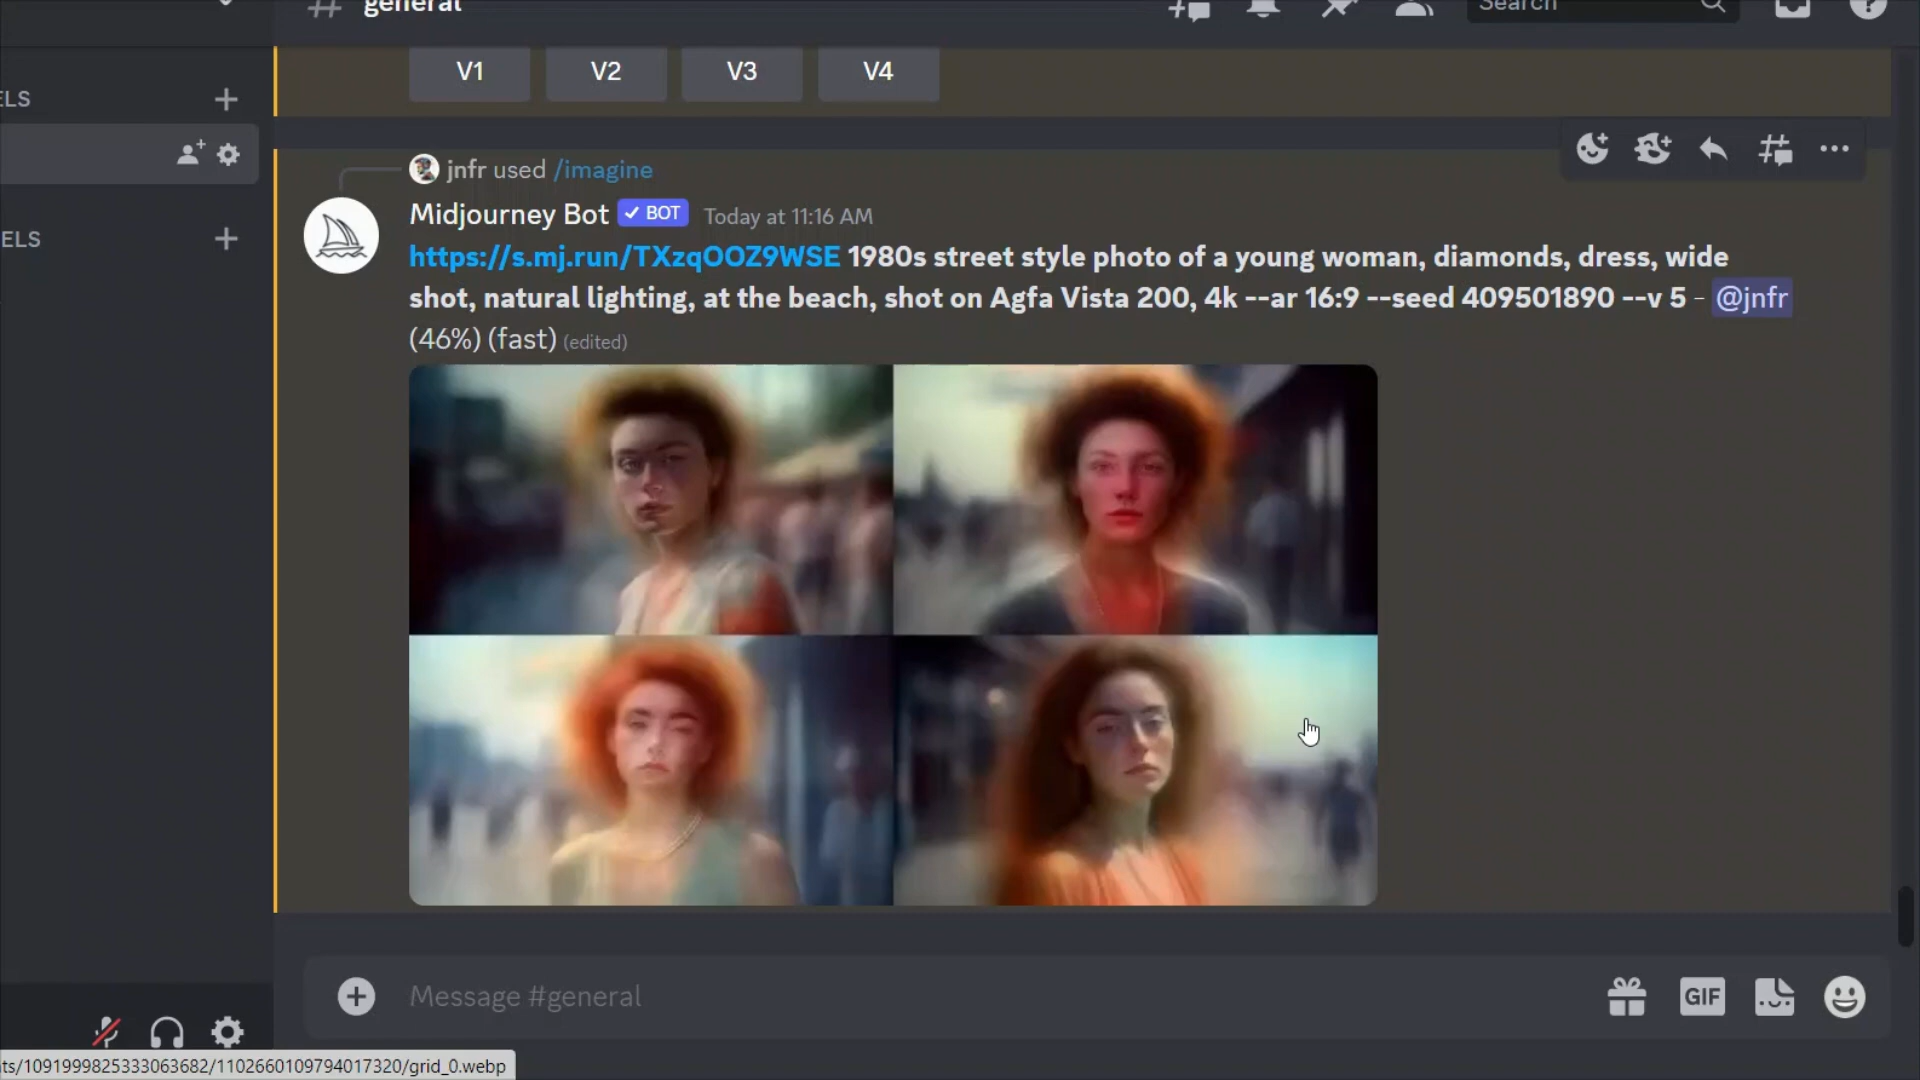 general
Search
V1 V2 V3 V4
ELS
jnfr used /imagine
Midjourney Bot BOT Today at 11:16 AM
https://s.mj.run/TXzqOOZ9WSE 1980s street style photo of a young woman, diamonds, dress, wide
shot, natural lighting, at the beach, shot on Agfa Vista 200, 4k --ar 16:9 --seed 409501890 --v 5 - @jnfr
(46%) (fast) (edited)
ELS
Message #general
GIF
ts/1091999825333063682/1102660109794017320/grid_0.webp